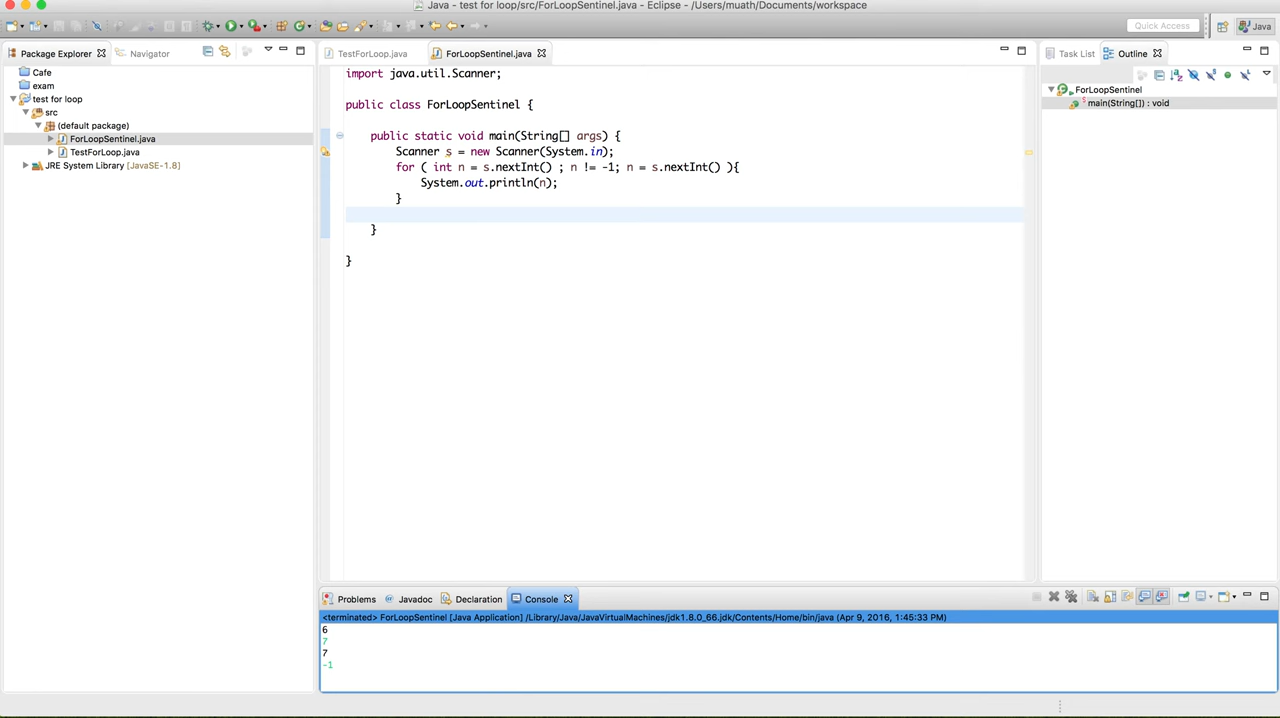 Java - test for loop/src/ForLoopSentinel.java - Eclipse - /Users/muath/Documents/workspace
Quick Access
Java
Package Explorer
Navigator
TestForLoop.java
ForLoopSentinel.java
Task List
Outline
Cafe
exam
test for loop
src
(default package)
ForLoopSentinel.java
TestForLoop.java
JRE System Library [JavaSE-1.8]
import java.util.Scanner;
public class ForLoopSentinel {
public static void main(String[] args) {
Scanner s = new Scanner(System.in);
for ( int n = s.nextInt() ; n != -1; n = s.nextInt() ){
System.out.println(n);
}
}
}
ForLoopSentinel
main(String[]) : void
Problems
Javadoc
Declaration
Console
<terminated> ForLoopSentinel [Java Application] /Library/Java/JavaVirtualMachines/jdk1.8.0_66.jdk/Contents/Home/bin/java (Apr 9, 2016, 1:45:33 PM)
6
7
7
-1